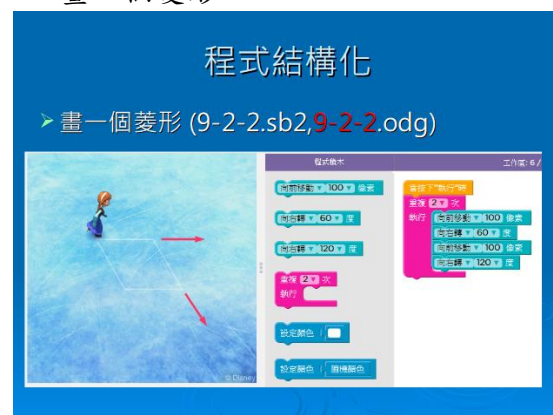 程式結構化
畫一個菱形 (9-2-2.sb2,9-2-2.odg)
程式積木
工作區: 6 /
向前移動 100 像素
向右轉 60 度
向右轉 120 度
重複 2 次
執行
設定顏色
設定顏色 隨機顏色
當按下"執行"時
重複 2 次
執行 向前移動 100 像素
向右轉 60 度
向前移動 100 像素
向右轉 120 度
© Disney